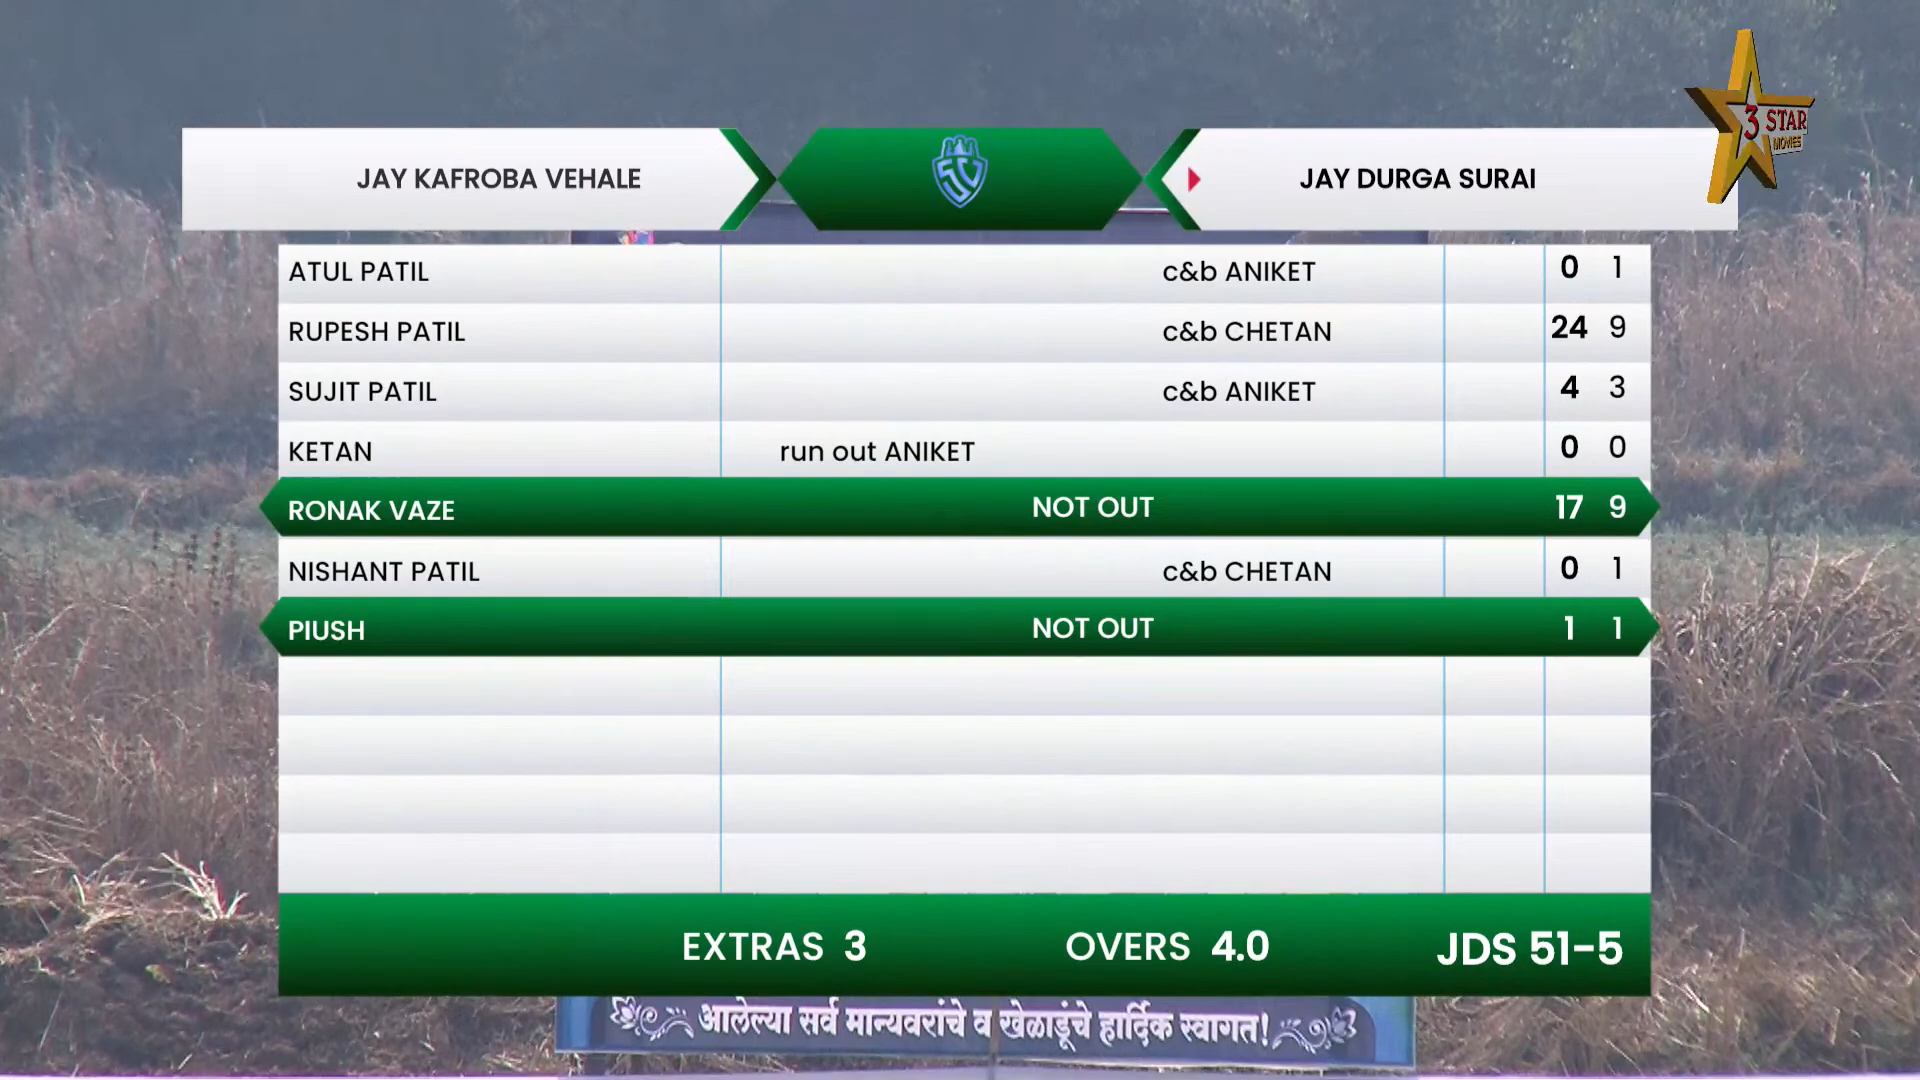 3 STAR
MOVIES
JAY KAFROBA VEHALE
JAY DURGA SURAI
ATUL PATIL c&b ANIKET 0 1
RUPESH PATIL c&b CHETAN 24 9
SUJIT PATIL c&b ANIKET 4 3
KETAN run out ANIKET 0 0
RONAK VAZE NOT OUT 17 9
NISHANT PATIL c&b CHETAN 0 1
PIUSH NOT OUT 1 1
EXTRAS 3 OVERS 4.0 JDS 51-5
आलेल्या सर्व मान्यवरांचे व खेळाडूंचे हार्दिक स्वागत!